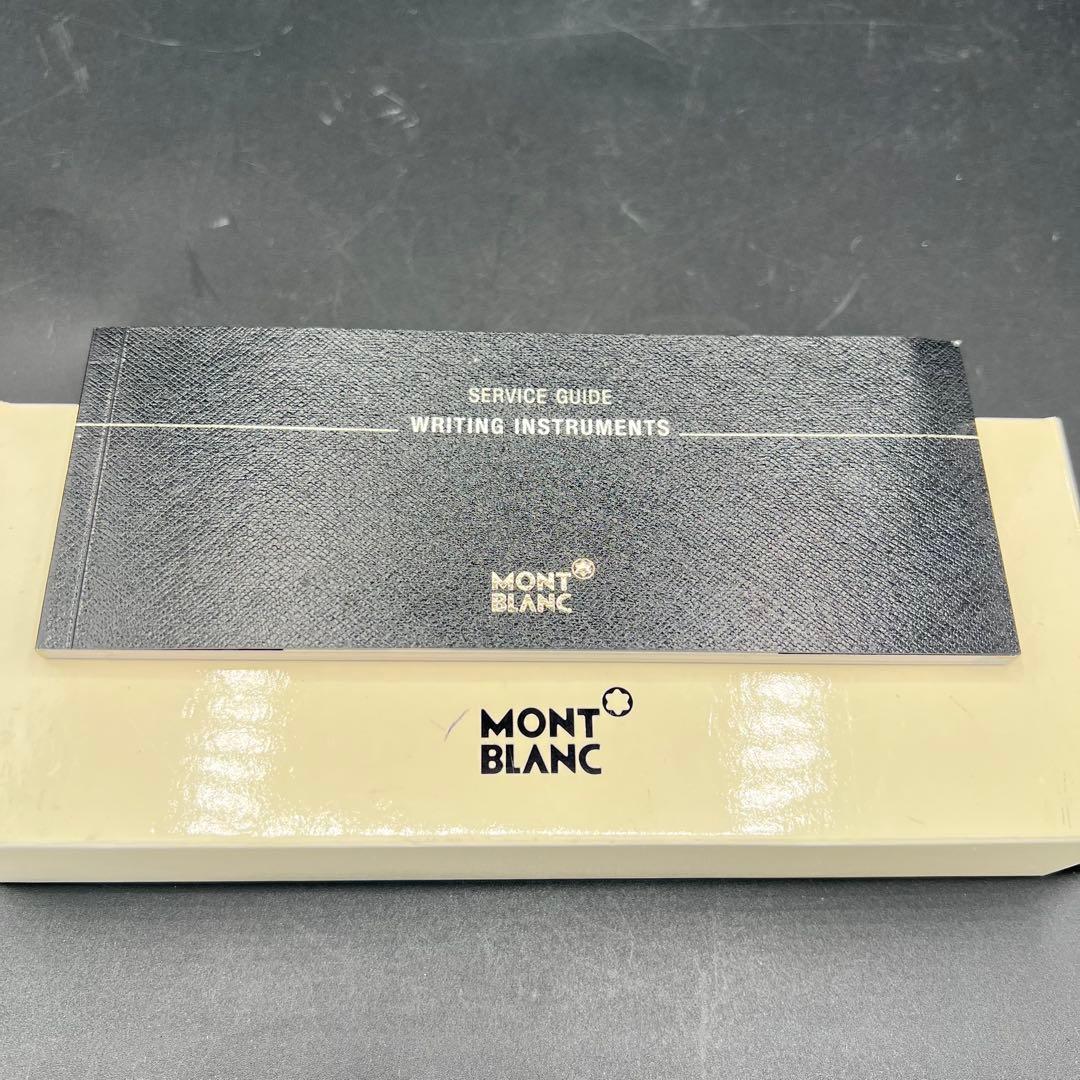 SERVICE GUIDE
WRITING INSTRUMENTS
MONT
BLANC
MONT
BLANC